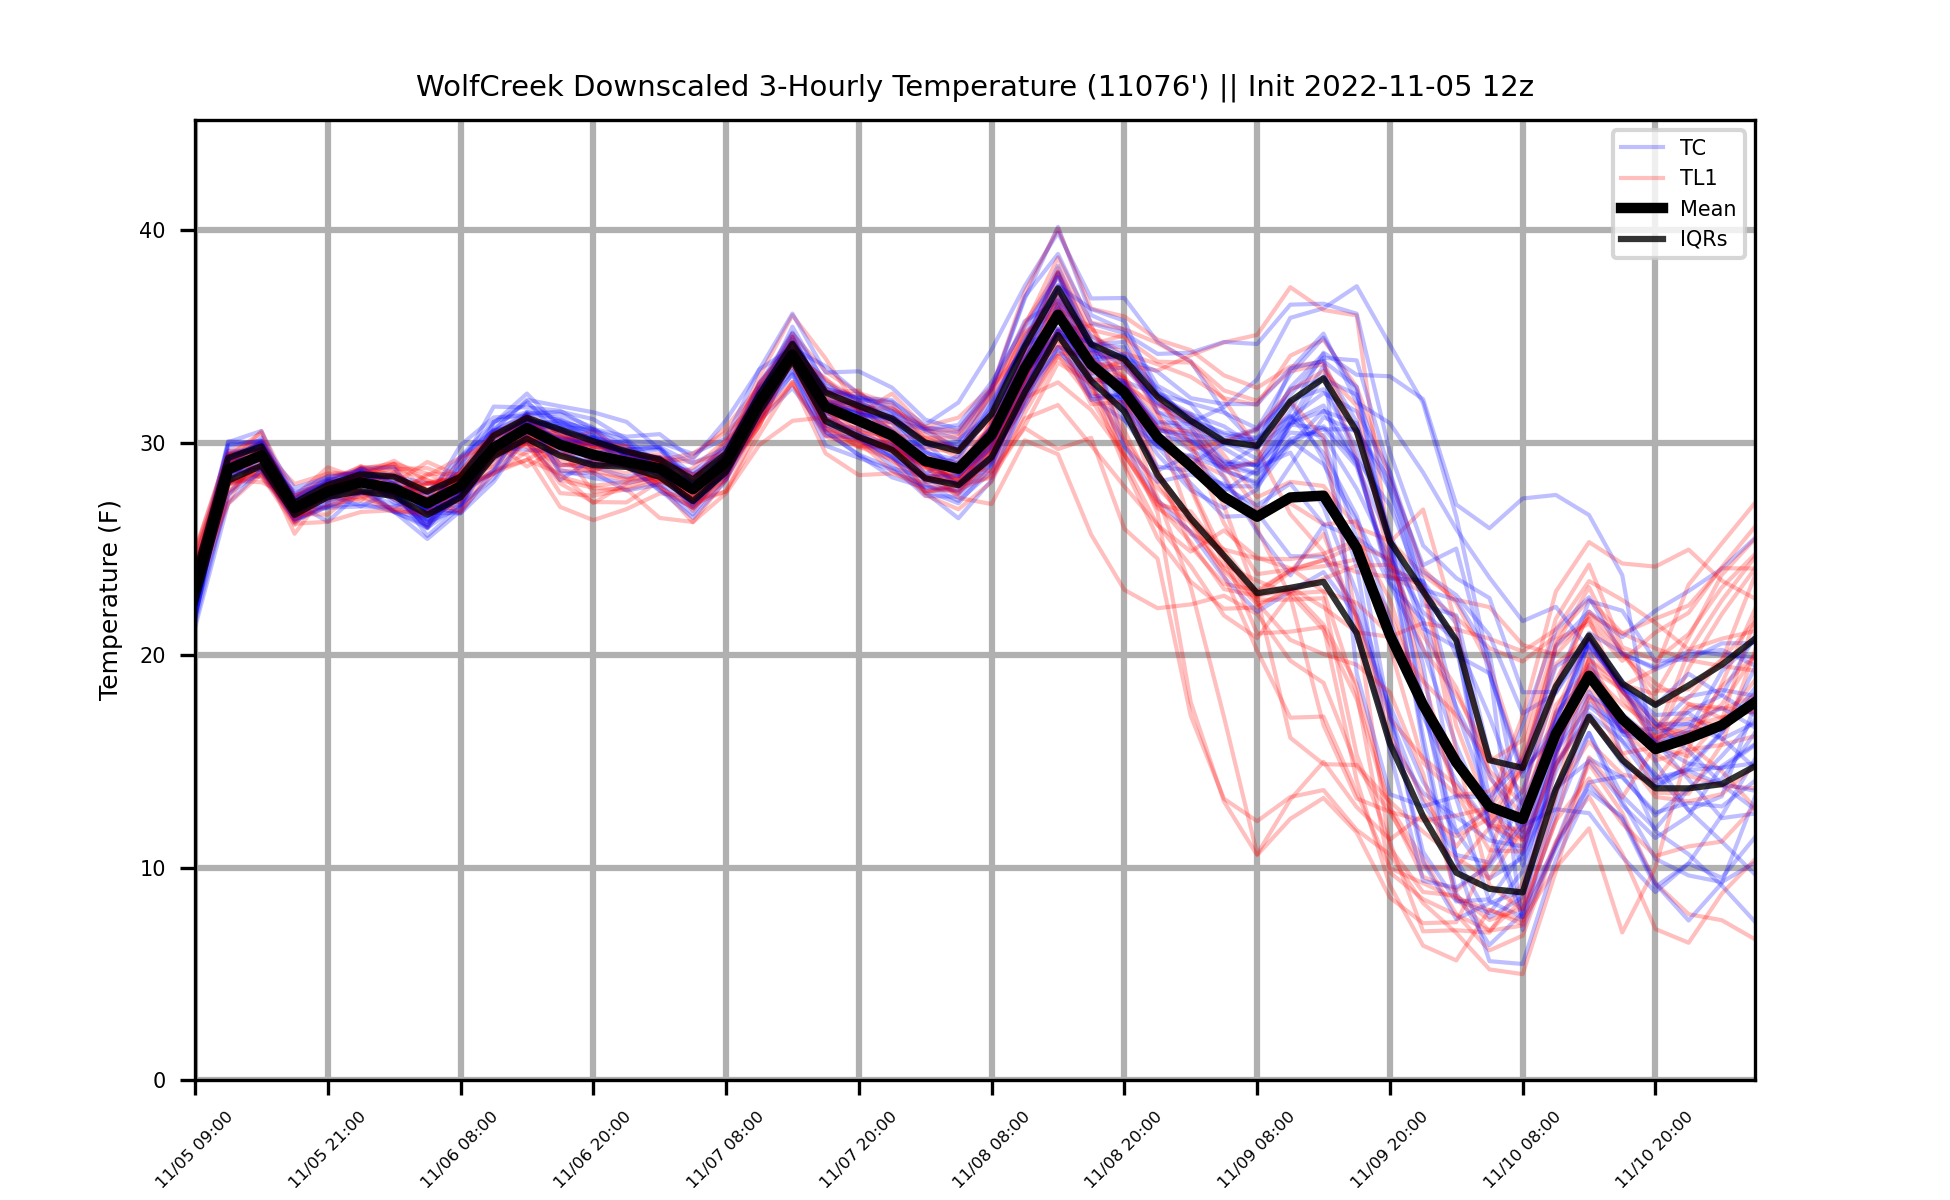 WolfCreek Downscaled 3-Hourly Temperature (11076') || Init 2022-11-05 12z
TC
TL1
Mean
IQRs
Temperature (F)
40
30
20
10
0
11/05 09:00
11/05 21:00
11/06 08:00
11/06 20:00
11/07 08:00
11/07 20:00
11/08 08:00
11/08 20:00
11/09 08:00
11/09 20:00
11/10 08:00
11/10 20:00